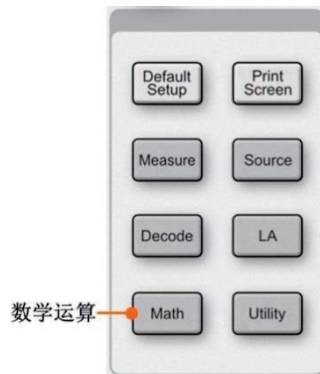 Default
Setup
Print
Screen
Measure
Source
Decode
LA
数学运算
Math
Utility